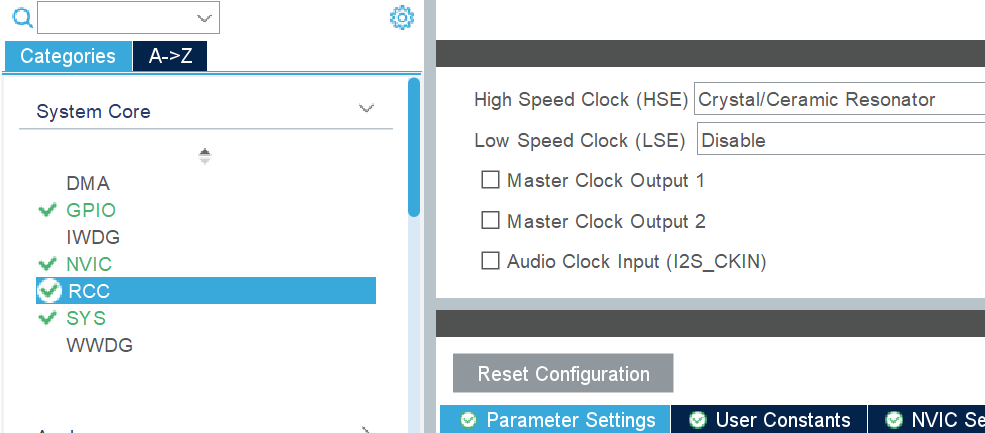 Categories
A->Z
System Core
DMA
GPIO
IWDG
NVIC
RCC
SYS
WWDG
High Speed Clock (HSE) Crystal/Ceramic Resonator
Low Speed Clock (LSE) Disable
Master Clock Output 1
Master Clock Output 2
Audio Clock Input (I2S_CKIN)
Reset Configuration
Parameter Settings
User Constants
NVIC Se